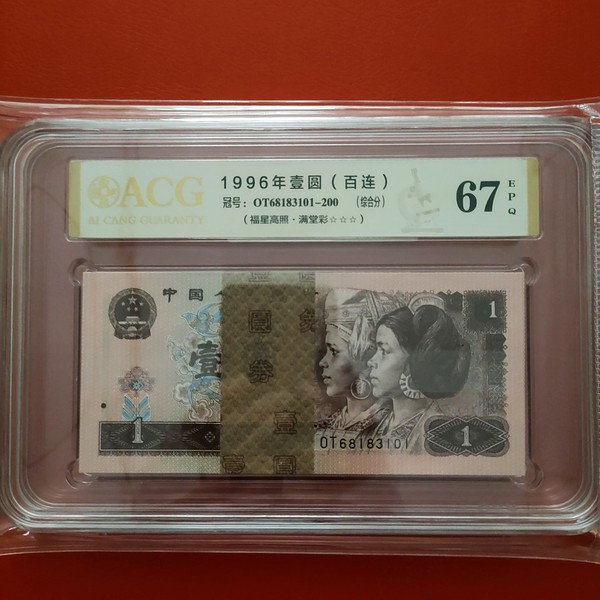 ACG
AI CANG GUARANTY
1996年壹圆(百连)
冠号: OT68183101-200 (综合分)
(福星高照·满堂彩☆☆☆)
67
EPQ
中国
1
壹
圆
券
壹
OT68183101
1
1